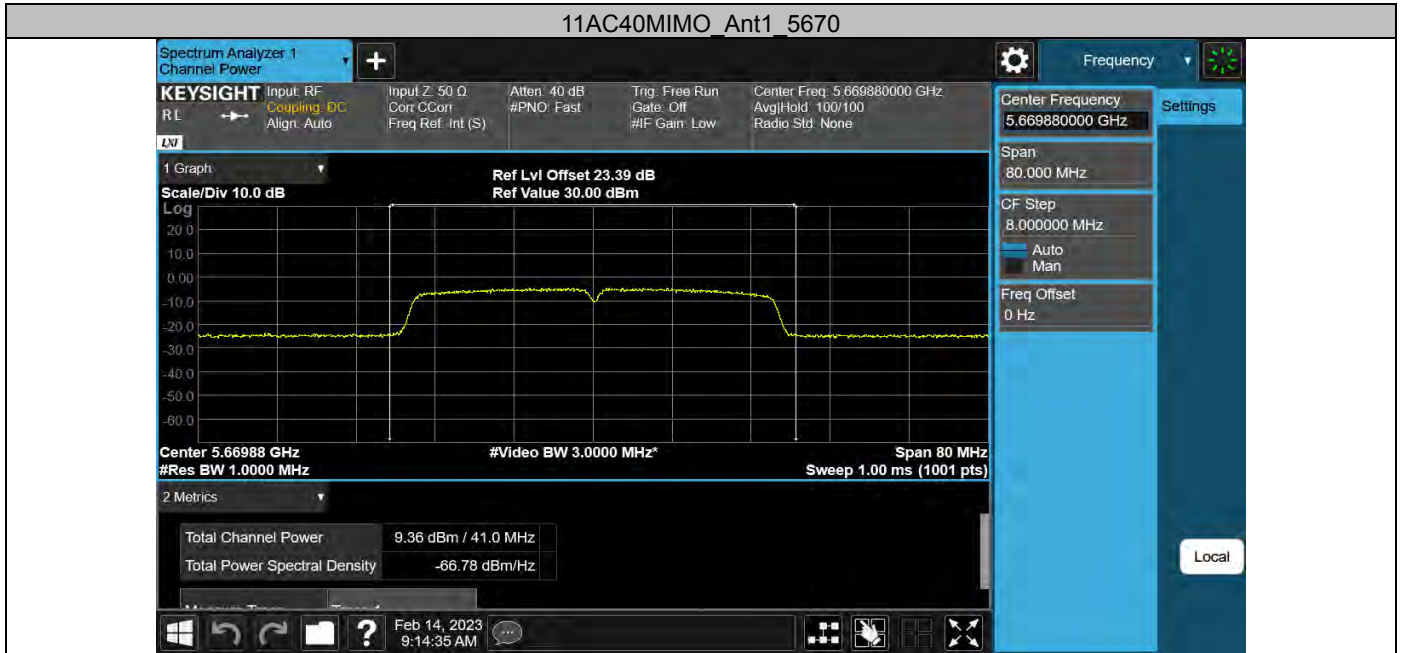 11AC40MIMO_Ant1_5670
Spectrum Analyzer 1
Channel Power
Frequency
KEYSIGHT
R L
LXI
Input: RF
Coupling: DC
Align: Auto
Input Z: 50 Ω
Corr CCorr
Freq Ref: Int (S)
Atten: 40 dB
#PNO: Fast
Trig: Free Run
Gate: Off
#IF Gain: Low
Center Freq: 5.669880000 GHz
Avg|Hold: 100/100
Radio Std: None
Center Frequency
5.669880000 GHz
Settings
Span
80.000 MHz
CF Step
8.000000 MHz
Auto
Man
Freq Offset
0 Hz
1 Graph
Scale/Div 10.0 dB
Ref Lvl Offset 23.39 dB
Ref Value 30.00 dBm
Log
20.0
10.0
0.00
-10.0
-20.0
-30.0
-40.0
-50.0
-60.0
Center 5.66988 GHz
#Res BW 1.0000 MHz
#Video BW 3.0000 MHz*
Span 80 MHz
Sweep 1.00 ms (1001 pts)
2 Metrics
Total Channel Power 9.36 dBm / 41.0 MHz
Total Power Spectral Density -66.78 dBm/Hz
Local
? Feb 14, 2023
9:14:35 AM